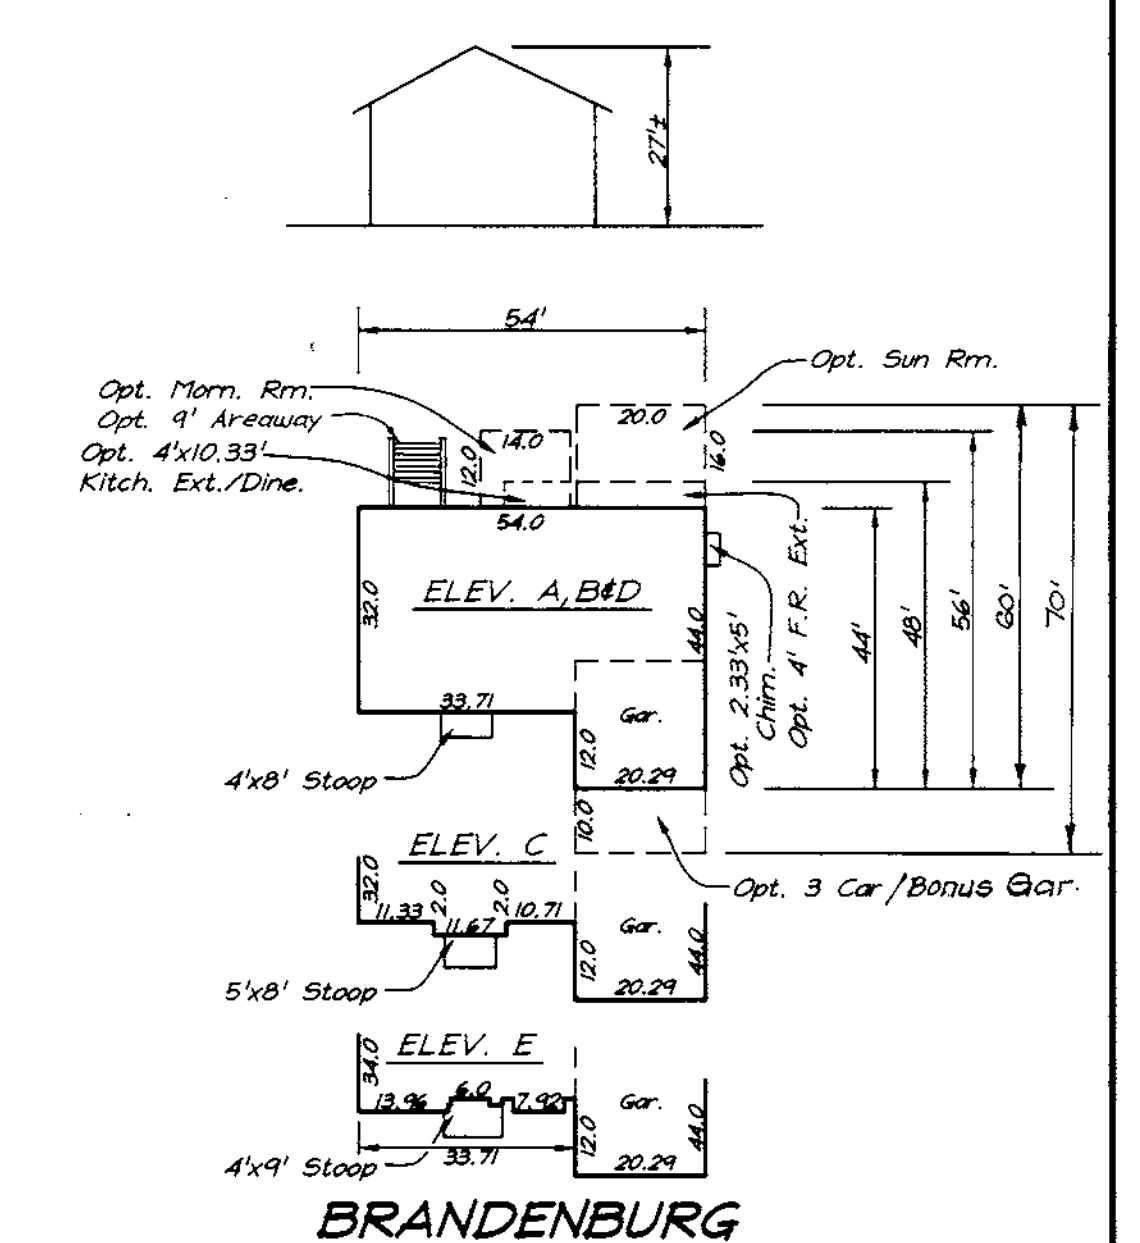 27'±
54'
Opt. Sun Rm.
Opt. Morn. Rm.
Opt. 9' Areaway
Opt. 4'x10.33'
Kitch. Ext./Dine.
20.0
14.0
12.0
16.0
54.0
ELEV. A, B&D
32.0
44.0
33.71
Gar.
12.0
20.29
4'x8' Stoop
Opt. 2.33'x5'
Chim.
Opt. 4' F.R. Ext.
44'
48'
56'
60'
70'
10.0
Opt. 3 Car/Bonus Gar.
ELEV. C
32.0
11.33
2.0
11.67
2.0
10.71
Gar.
12.0
44.0
20.29
5'x8' Stoop
ELEV. E
34.0
13.96
6.0
7.92
Gar.
12.0
44.0
33.71
20.29
4'x9' Stoop
BRANDENBURG